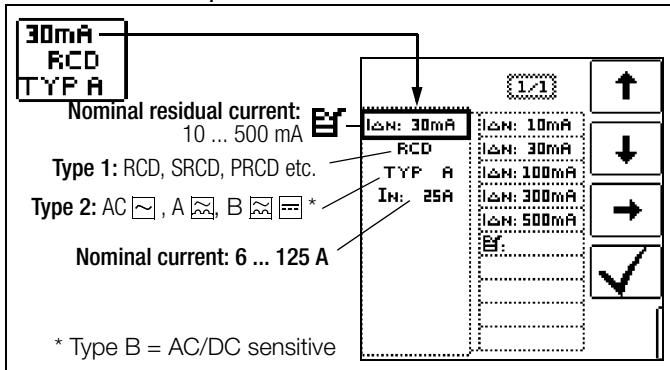 30mA
RCD
TYP A
Nominal residual current:
10 ... 500 mA
Type 1: RCD, SRCD, PRCD etc.
Type 2: AC, A, B *
Nominal current: 6 ... 125 A
* Type B = AC/DC sensitive
1/1
I∆N: 30mA
RCD
TYP A
IN: 25A
I∆N: 10mA
I∆N: 30mA
I∆N: 100mA
I∆N: 300mA
I∆N: 500mA